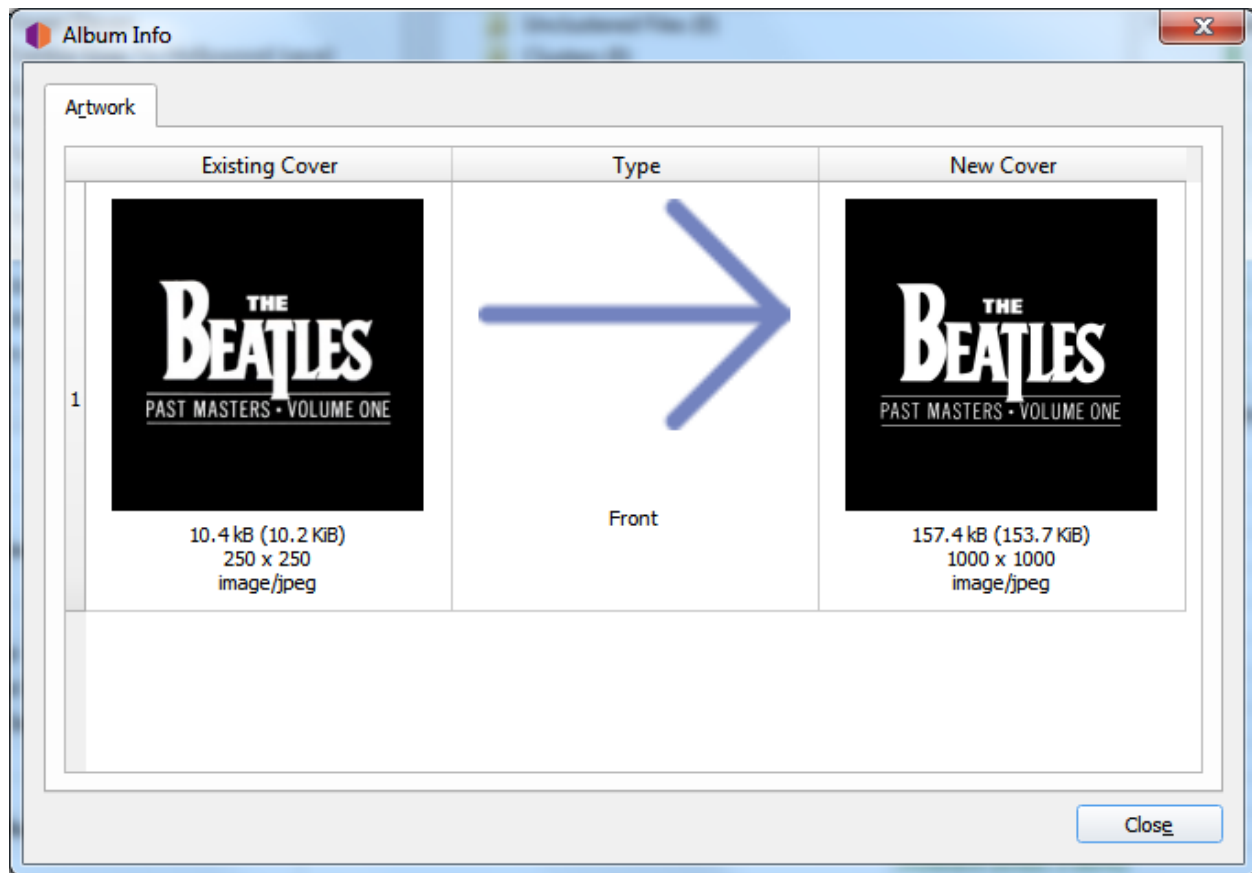 Album Info
Artwork
Existing Cover
Type
New Cover
1
THE
BEATLES
PAST MASTERS • VOLUME ONE
10.4 kB (10.2 KiB)
250 x 250
image/jpeg
Front
THE
BEATLES
PAST MASTERS • VOLUME ONE
157.4 kB (153.7 KiB)
1000 x 1000
image/jpeg
Close